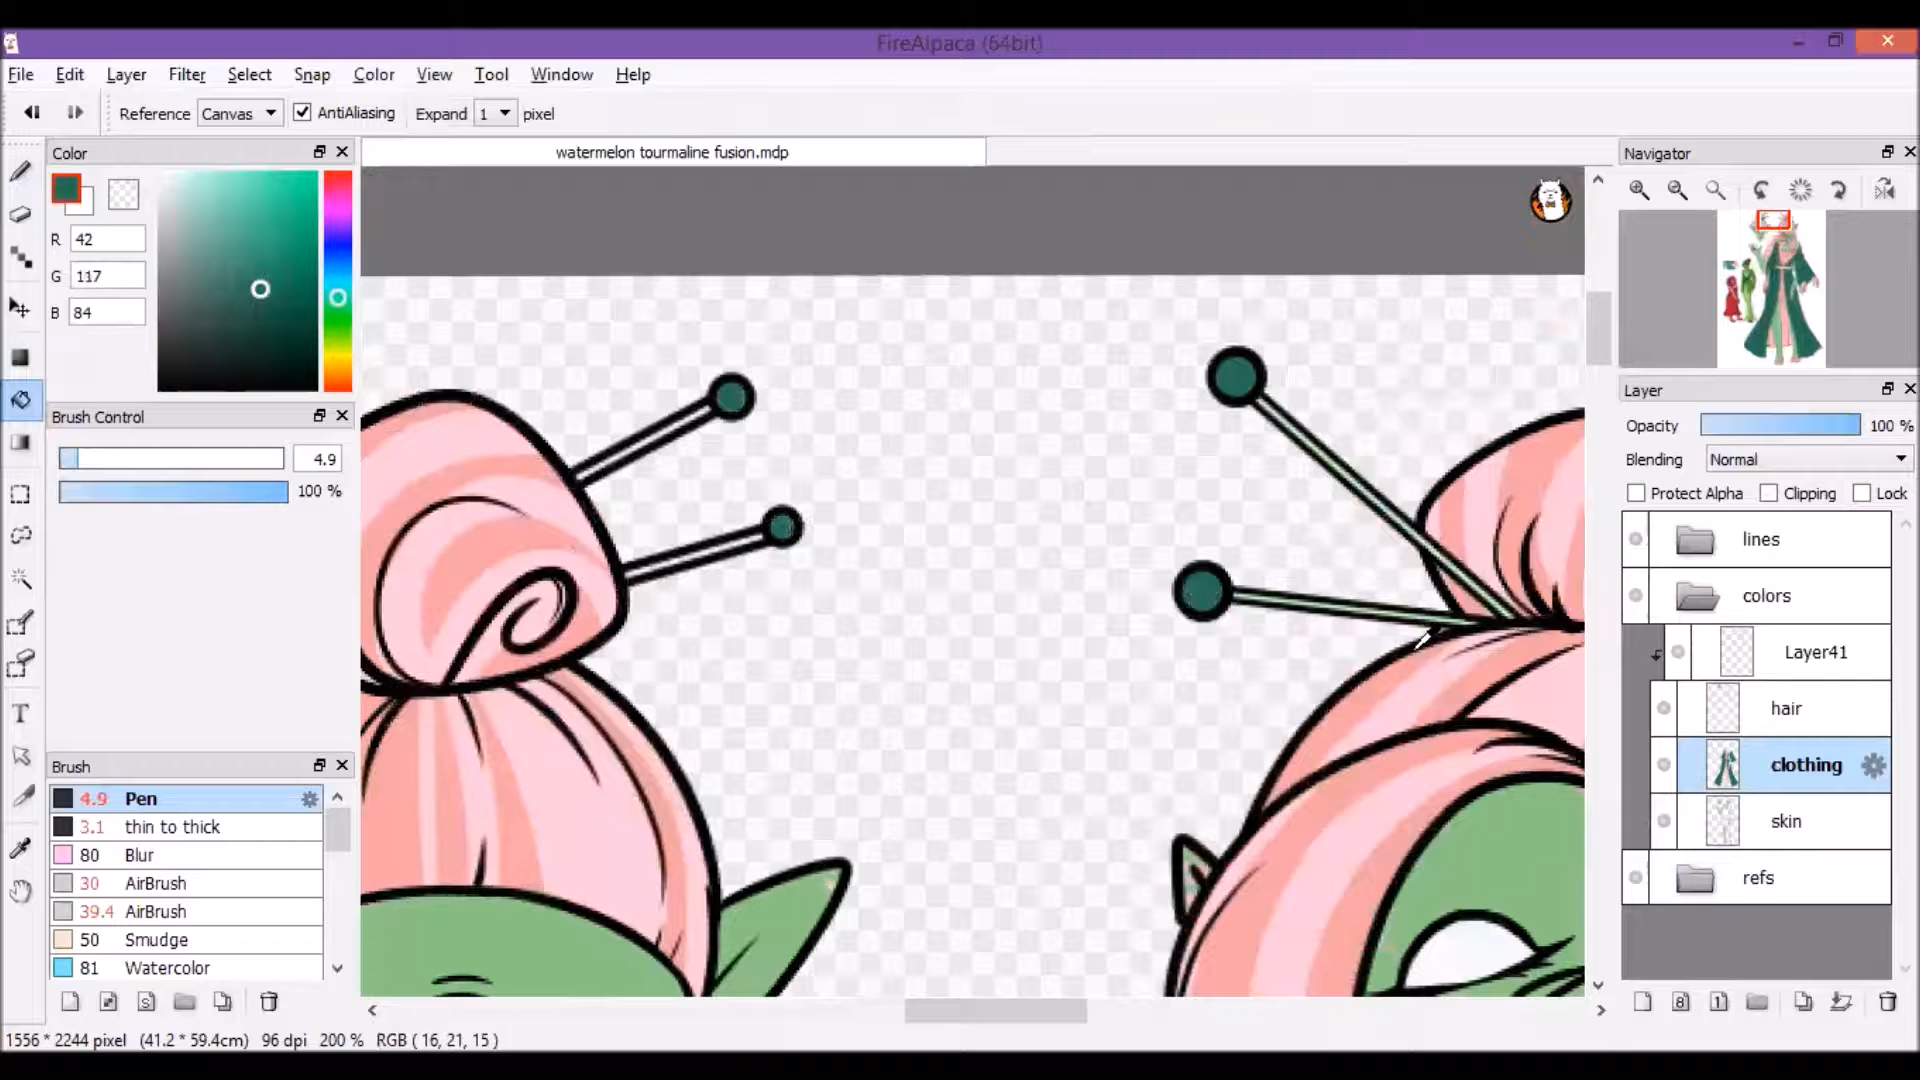 FireAlpaca (64bit)
File Edit Layer Filter Select Snap Color View Tool Window Help
Reference Canvas AntiAliasing Expand 1 pixel
Color
watermelon tourmaline fusion.mdp
Navigator
R 42
G 117
B 84
Layer
Brush Control
Opacity 100 %
4.9
Blending Normal
100 %
Protect Alpha Clipping Lock
lines
colors
Layer41
hair
clothing
skin
refs
Brush
4.9 Pen
3.1 thin to thick
80 Blur
30 AirBrush
39.4 AirBrush
50 Smudge
81 Watercolor
1556 * 2244 pixel (41.2 * 59.4cm) 96 dpi 200 % RGB ( 16, 21, 15 )